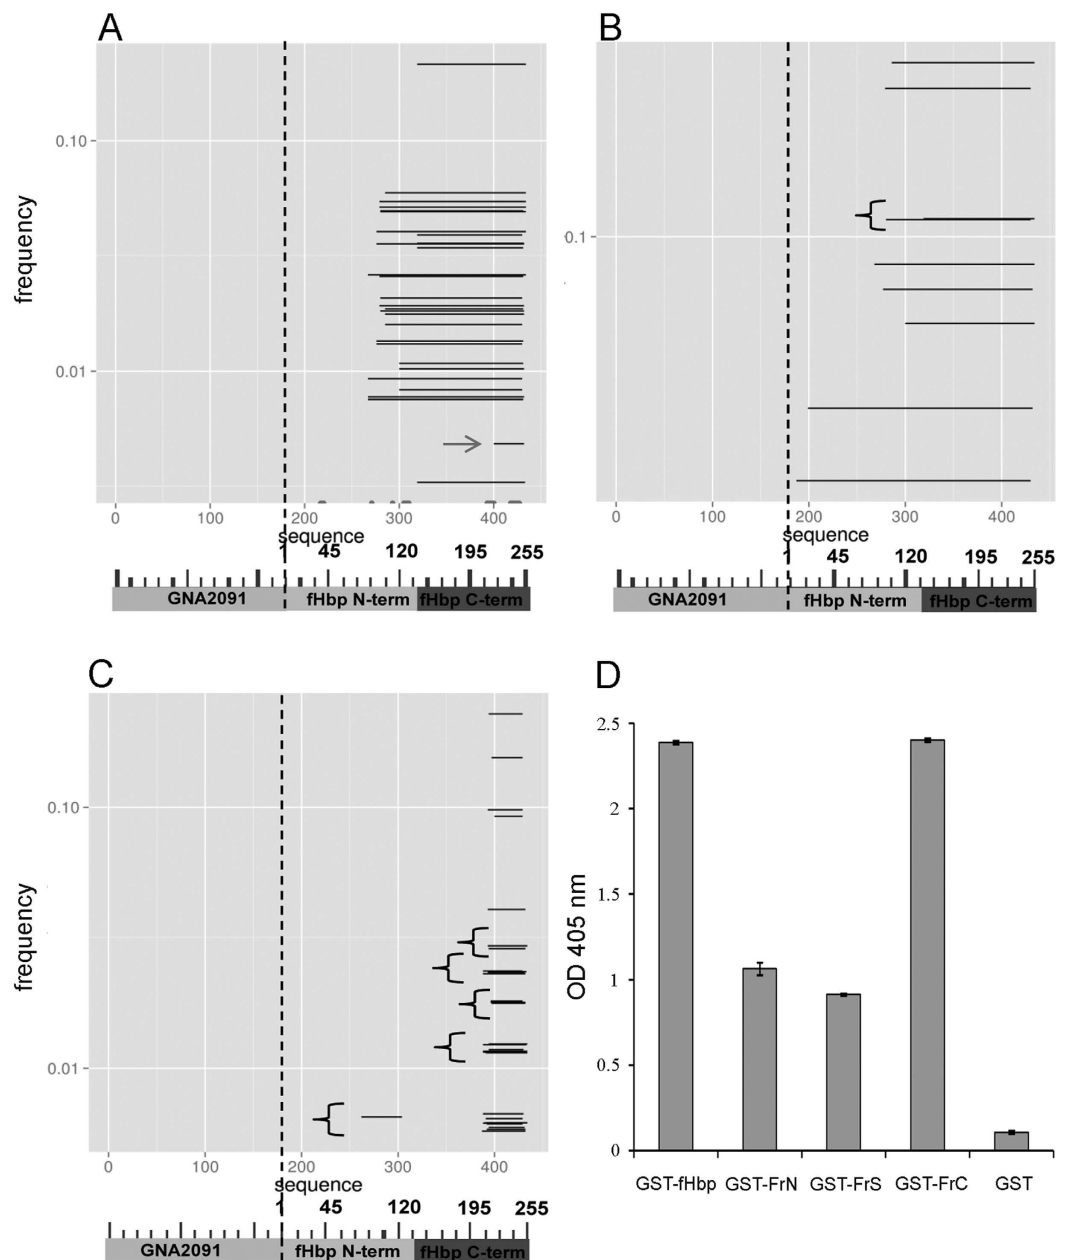 A
B
frequency
0.10
0.01
0.1
0 100 200 300 400
0 100 200 300 400
sequence
sequence
1 45 120 195 255
1 45 120 195 255
GNA2091 fHbp N-term fHbp C-term
GNA2091 fHbp N-term fHbp C-term
C
D
frequency
0.10
0.01
0 100 200 300 400
sequence
1 45 120 195 255
GNA2091 fHbp N-term fHbp C-term
OD 405 nm
2.5
2
1.5
1
0.5
0
GST-fHbp GST-FrN GST-FrS GST-FrC GST